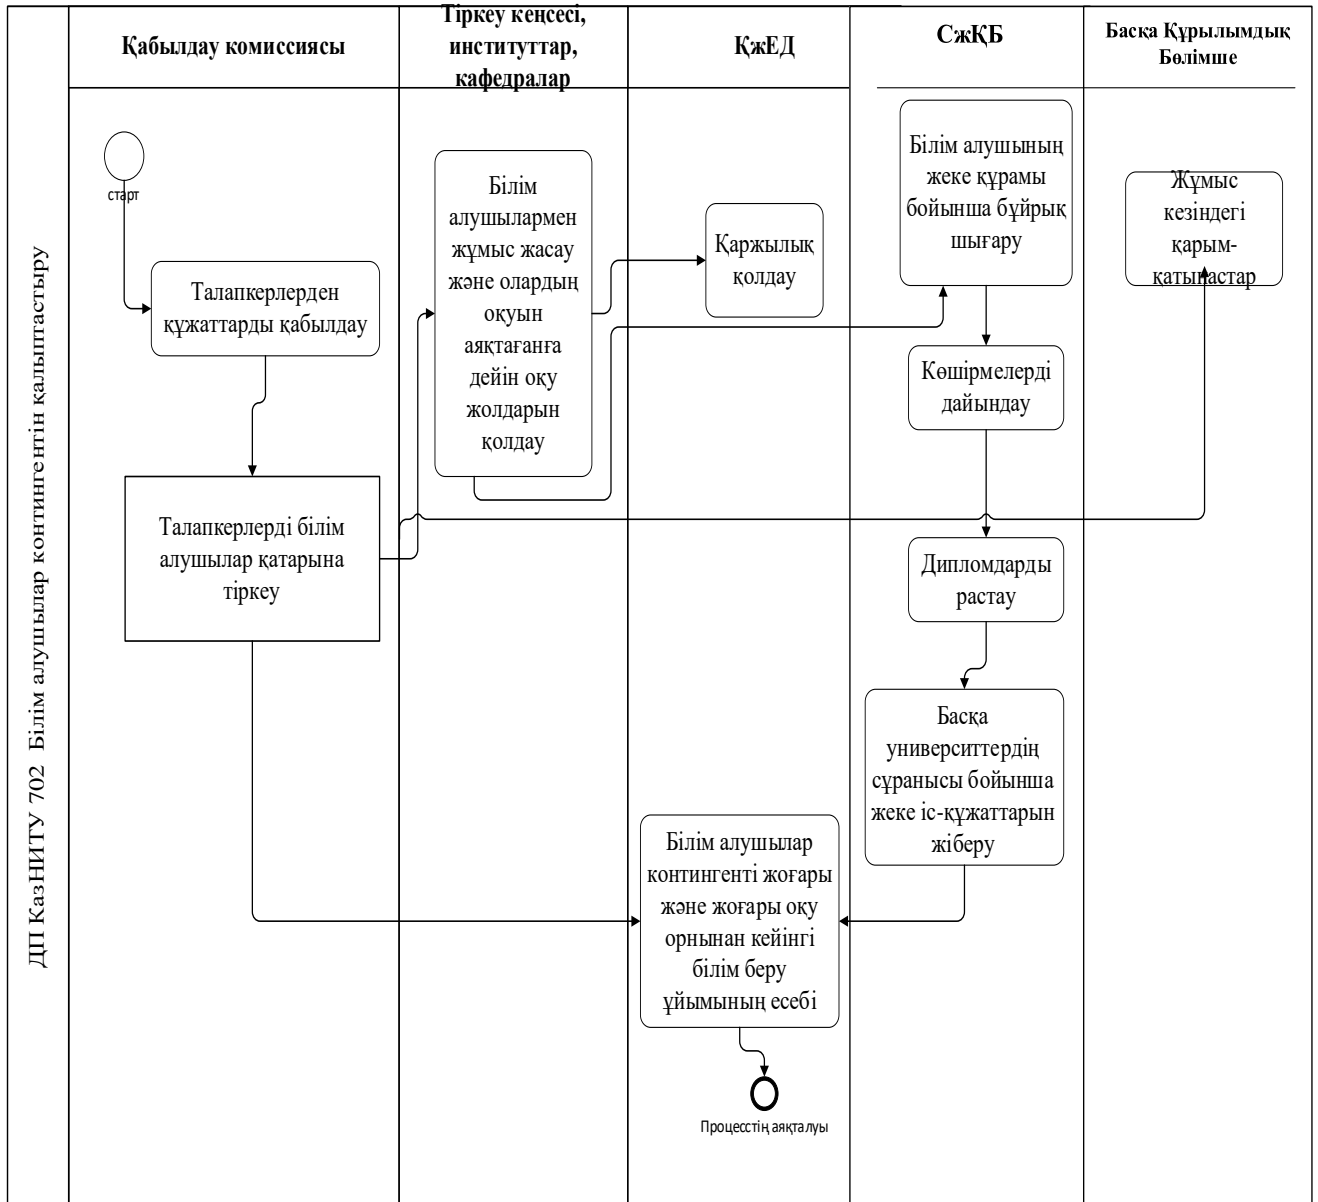 ДП КазНИТУ 702 Білім алушылар контингентін қалыптастыру
Қабылдау комиссиясы
Тіркеу кеңсесі,
институттар,
кафедралар
ҚжЕД
СжҚБ
Басқа Құрылымдық
Бөлімше
старт
Талапкерлерден
құжаттарды қабылдау
Талапкерлерді білім
алушылар қатарына
тіркеу
Білім
алушылармен
жұмыс жасау
және олардың
оқуын
аяқтағанға
дейін оқу
жолдарын
қолдау
Қаржылық
қолдау
Білім алушылар
контингенті жоғары
және жоғары оқу
орнынан кейінгі
білім беру
ұйымының есебі
Процесстің аяқталуы
Білім алушының
жеке құрамы
бойынша бұйрық
шығару
Көшірмелерді
дайындау
Дипломдарды
растау
Басқа
университтердің
сұранысы бойынша
жеке іс-құжаттарын
жіберу
Жұмыс
кезіндегі
қарым-
қатынастар